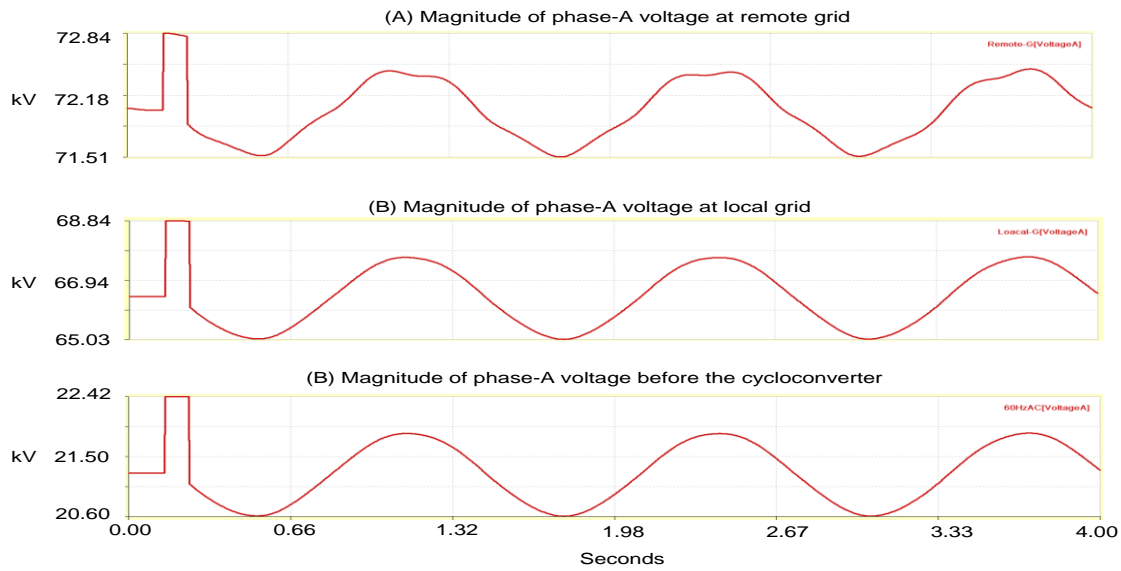 (A) Magnitude of phase-A voltage at remote grid
72.84
Remote-G[VoltageA]
kV
72.18
71.51
(B) Magnitude of phase-A voltage at local grid
68.84
Loacal-G[VoltageA]
kV
66.94
65.03
(B) Magnitude of phase-A voltage before the cycloconverter
22.42
60HzAC[VoltageA]
kV
21.50
20.60
0.00 0.66 1.32 1.98 2.67 3.33 4.00
Seconds